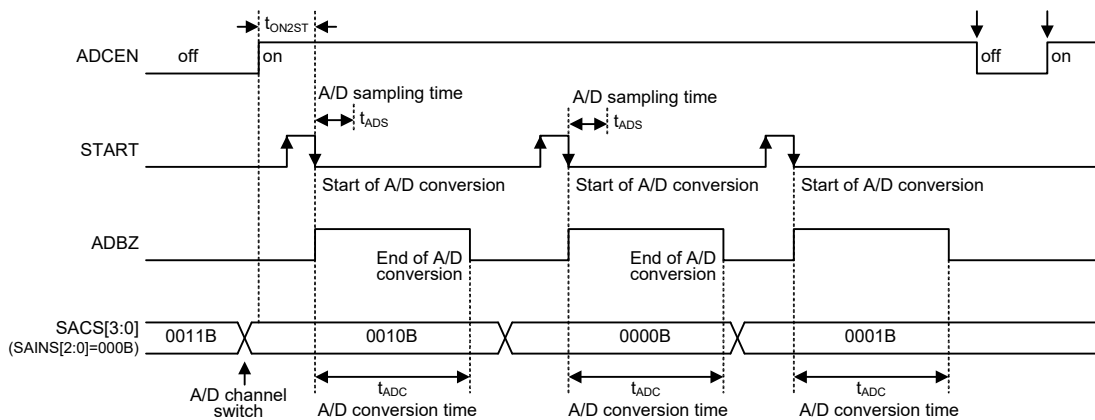 tON2ST
ADCEN
off
on
off
on
A/D sampling time
A/D sampling time
tADS
tADS
START
Start of A/D conversion
Start of A/D conversion
Start of A/D conversion
ADBZ
End of A/D
conversion
End of A/D
conversion
SACS[3:0]
(SAINS[2:0]=000B)
0011B
0010B
0000B
0001B
A/D channel
switch
tADC
tADC
tADC
A/D conversion time
A/D conversion time
A/D conversion time